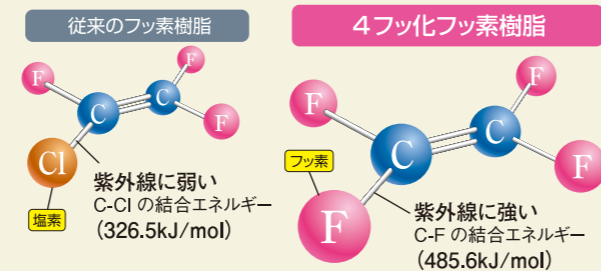 従来のフッ素樹脂
F
F
C
C
F
Cl
塩素
紫外線に弱い
C-Cl の結合エネルギー
(326.5kJ/mol)
4フッ化フッ素樹脂
F
F
C
C
F
フッ素
F
紫外線に強い
C-F の結合エネルギー
(485.6kJ/mol)